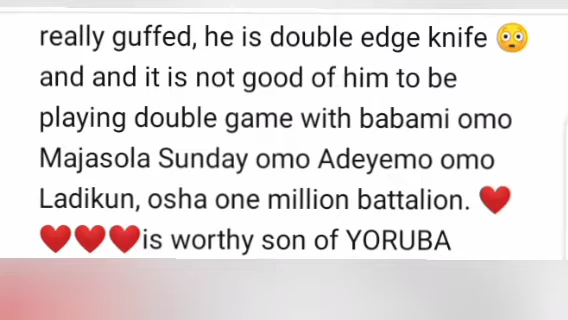 really guffed, he is double edge knife 😳
and and it is not good of him to be
playing double game with babami omo
Majasola Sunday omo Adeyemo omo
Ladikun, osha one million battalion. ❤️
❤️❤️❤️is worthy son of YORUBA